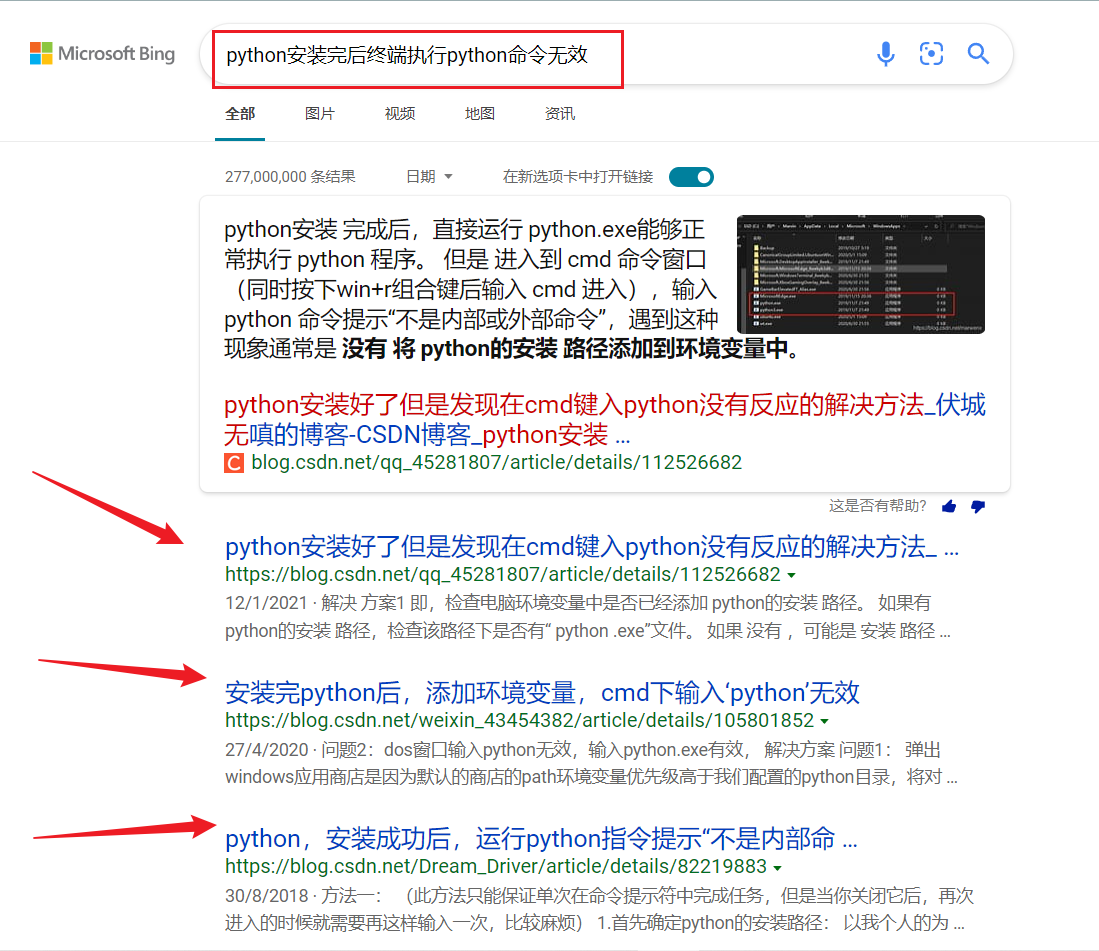 Microsoft Bing
python安装完后终端执行python命令无效
全部 图片 视频 地图 资讯
277,000,000 条结果 日期 在新选项卡中打开链接
python安装 完成后，直接运行 python.exe能够正
常执行 python 程序。 但是 进入到 cmd 命令窗口
（同时按下win+r组合键后输入 cmd 进入），输入
python 命令提示“不是内部或外部命令”，遇到这种
现象通常是 没有 将 python的安装 路径添加到环境变量中。
python安装好了但是发现在cmd键入python没有反应的解决方法_伏城
无嗔的博客-CSDN博客_python安装 ...
C blog.csdn.net/qq_45281807/article/details/112526682
这是否有帮助?
python安装好了但是发现在cmd键入python没有反应的解决方法_ ...
https://blog.csdn.net/qq_45281807/article/details/112526682
12/1/2021 · 解决 方案1 即，检查电脑环境变量中是否已经添加 python的安装 路径。 如果有
python的安装 路径，检查该路径下是否有“ python .exe”文件。 如果 没有 ，可能是 安装 路径 ...
安装完python后，添加环境变量，cmd下输入‘python’无效
https://blog.csdn.net/weixin_43454382/article/details/105801852
27/4/2020 · 问题2：dos窗口输入python无效，输入python.exe有效， 解决方案 问题1： 弹出
windows应用商店是因为默认的商店的path环境变量优先级高于我们配置的python目录，将对 ...
python，安装成功后，运行python指令提示“不是内部命 ...
https://blog.csdn.net/Dream_Driver/article/details/82219883
30/8/2018 · 方法一： （此方法只能保证单次在命令提示符中完成任务，但是当你关闭它后，再次
进入的时候就需要再这样输入一次，比较麻烦） 1.首先确定python的安装路径： 以我个人的为 ...